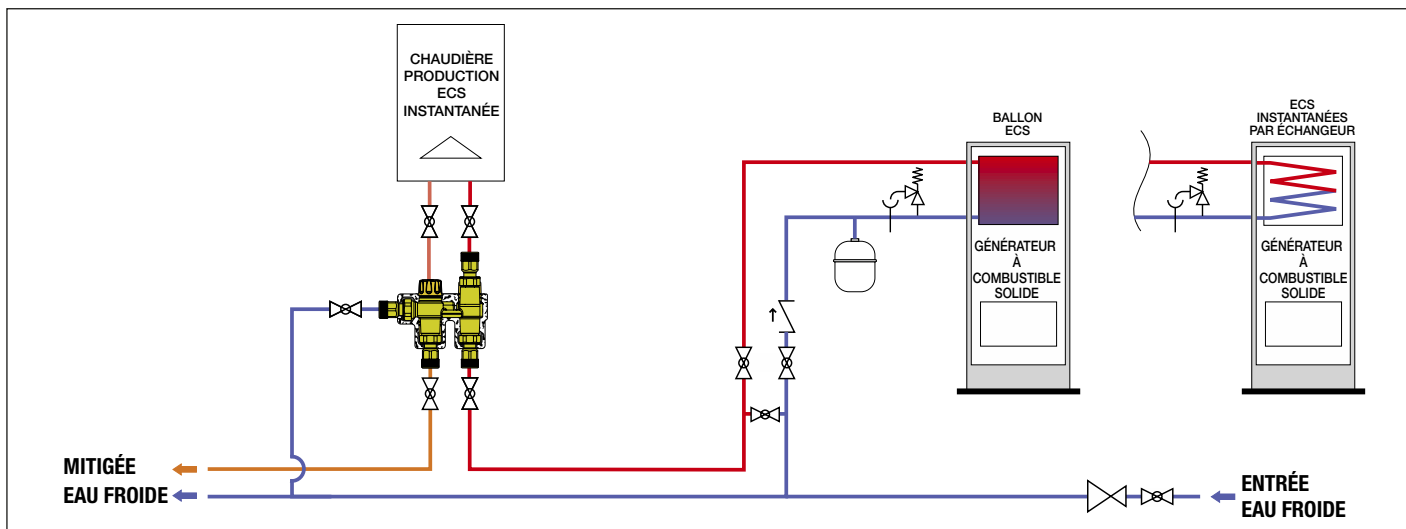 CHAUDIÈRE
PRODUCTION
ECS
INSTANTANÉE
BALLON
ECS
ECS
INSTANTANÉES
PAR ÉCHANGEUR
GÉNÉRATEUR
À
COMBUSTIBLE
SOLIDE
GÉNÉRATEUR
À
COMBUSTIBLE
SOLIDE
MITIGÉE
EAU FROIDE
ENTRÉE
EAU FROIDE